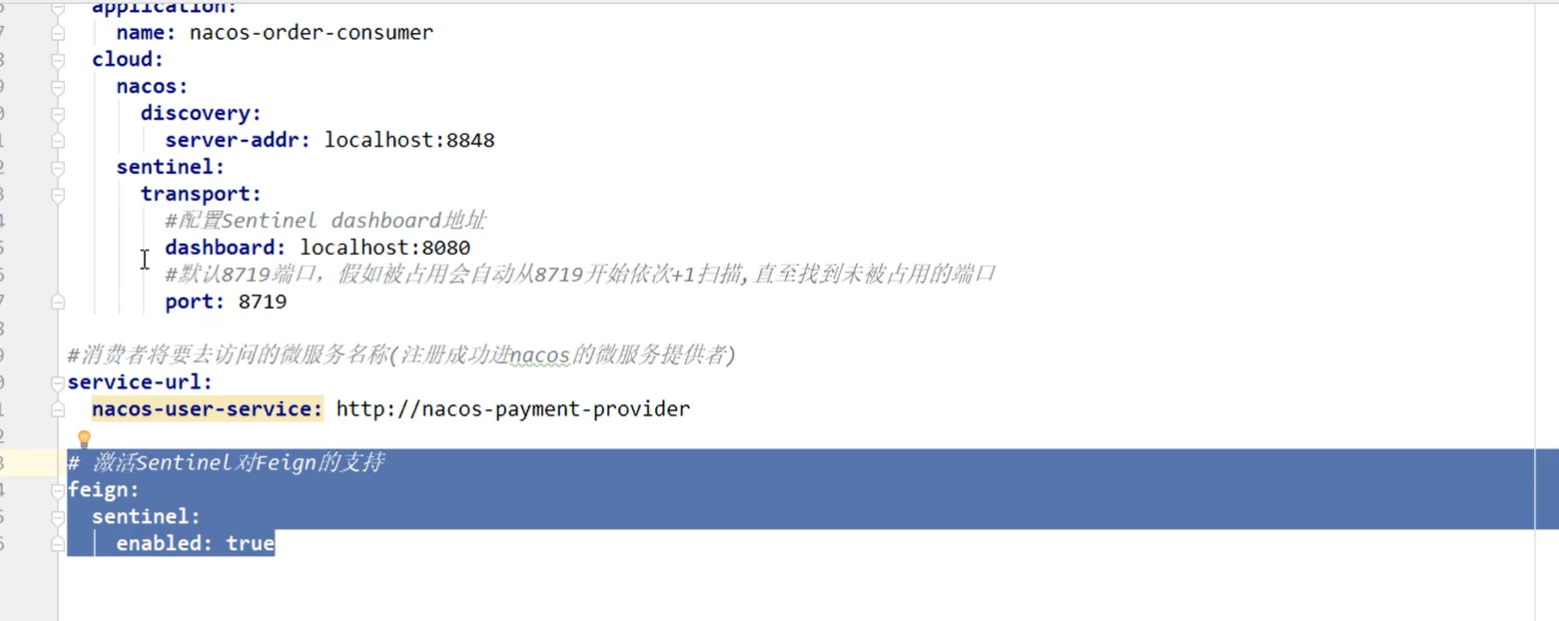 application:
name: nacos-order-consumer
cloud:
nacos:
discovery:
server-addr: localhost:8848
sentinel:
transport:
#配置Sentinel dashboard地址
dashboard: localhost:8080
#默认8719端口，假如被占用会自动从8719开始依次+1扫描,直至找到未被占用的端口
port: 8719
#消费者将要去访问的微服务名称(注册成功进nacos的微服务提供者)
service-url:
nacos-user-service: http://nacos-payment-provider
# 激活Sentinel对Feign的支持
feign:
sentinel:
enabled: true